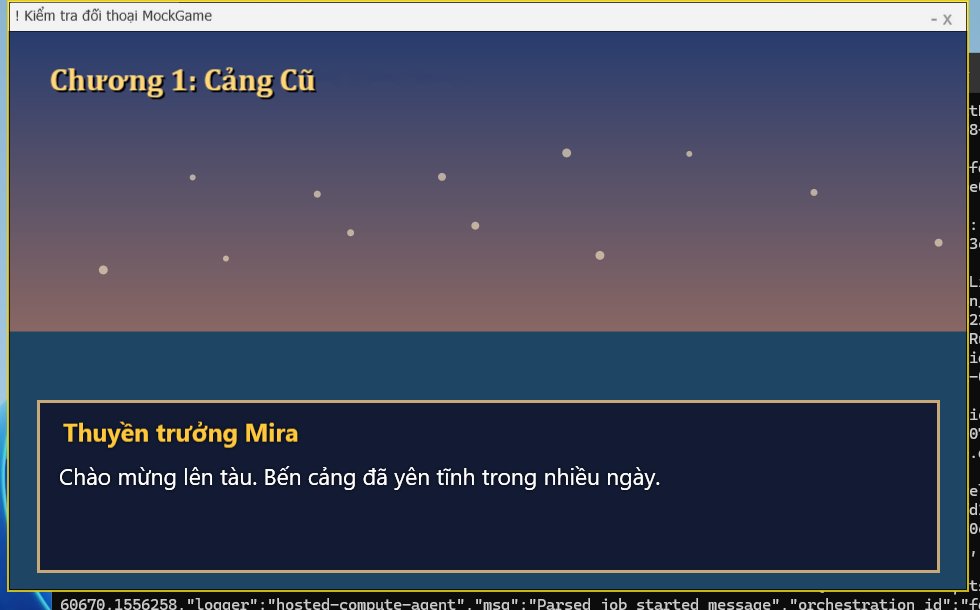 ! Kiểm tra đối thoại MockGame
- x
Chương 1: Cảng Cũ
Thuyền trưởng Mira
Chào mừng lên tàu. Bến cảng đã yên tĩnh trong nhiều ngày.
60670.1556258,"logger":"hosted-compute-agent","msg":"Parsed job started message","orchestration_id":"f